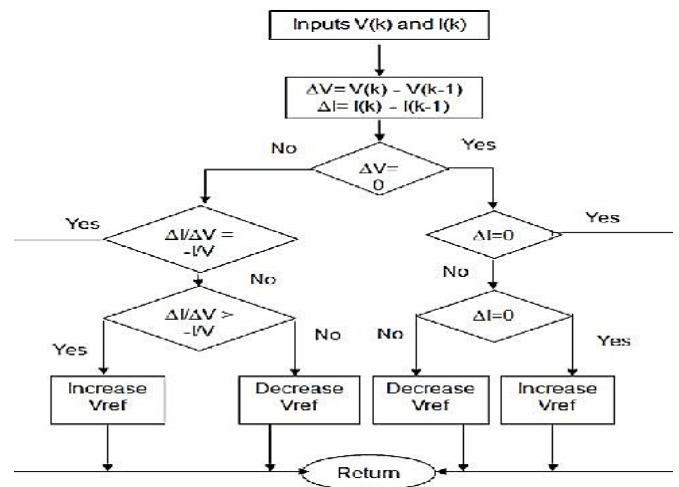 Inputs V(k) and I(k)
ΔV= V(k) - V(k-1)
ΔI= I(k) - I(k-1)
No
Yes
ΔV=
0
Yes
ΔI/ΔV =
-I/V
ΔI=0
Yes
No
No
ΔI/ΔV >
-I/V
ΔI=0
Yes
No
No
Yes
Increase
Vref
Decrease
Vref
Decrease
Vref
Increase
Vref
Return